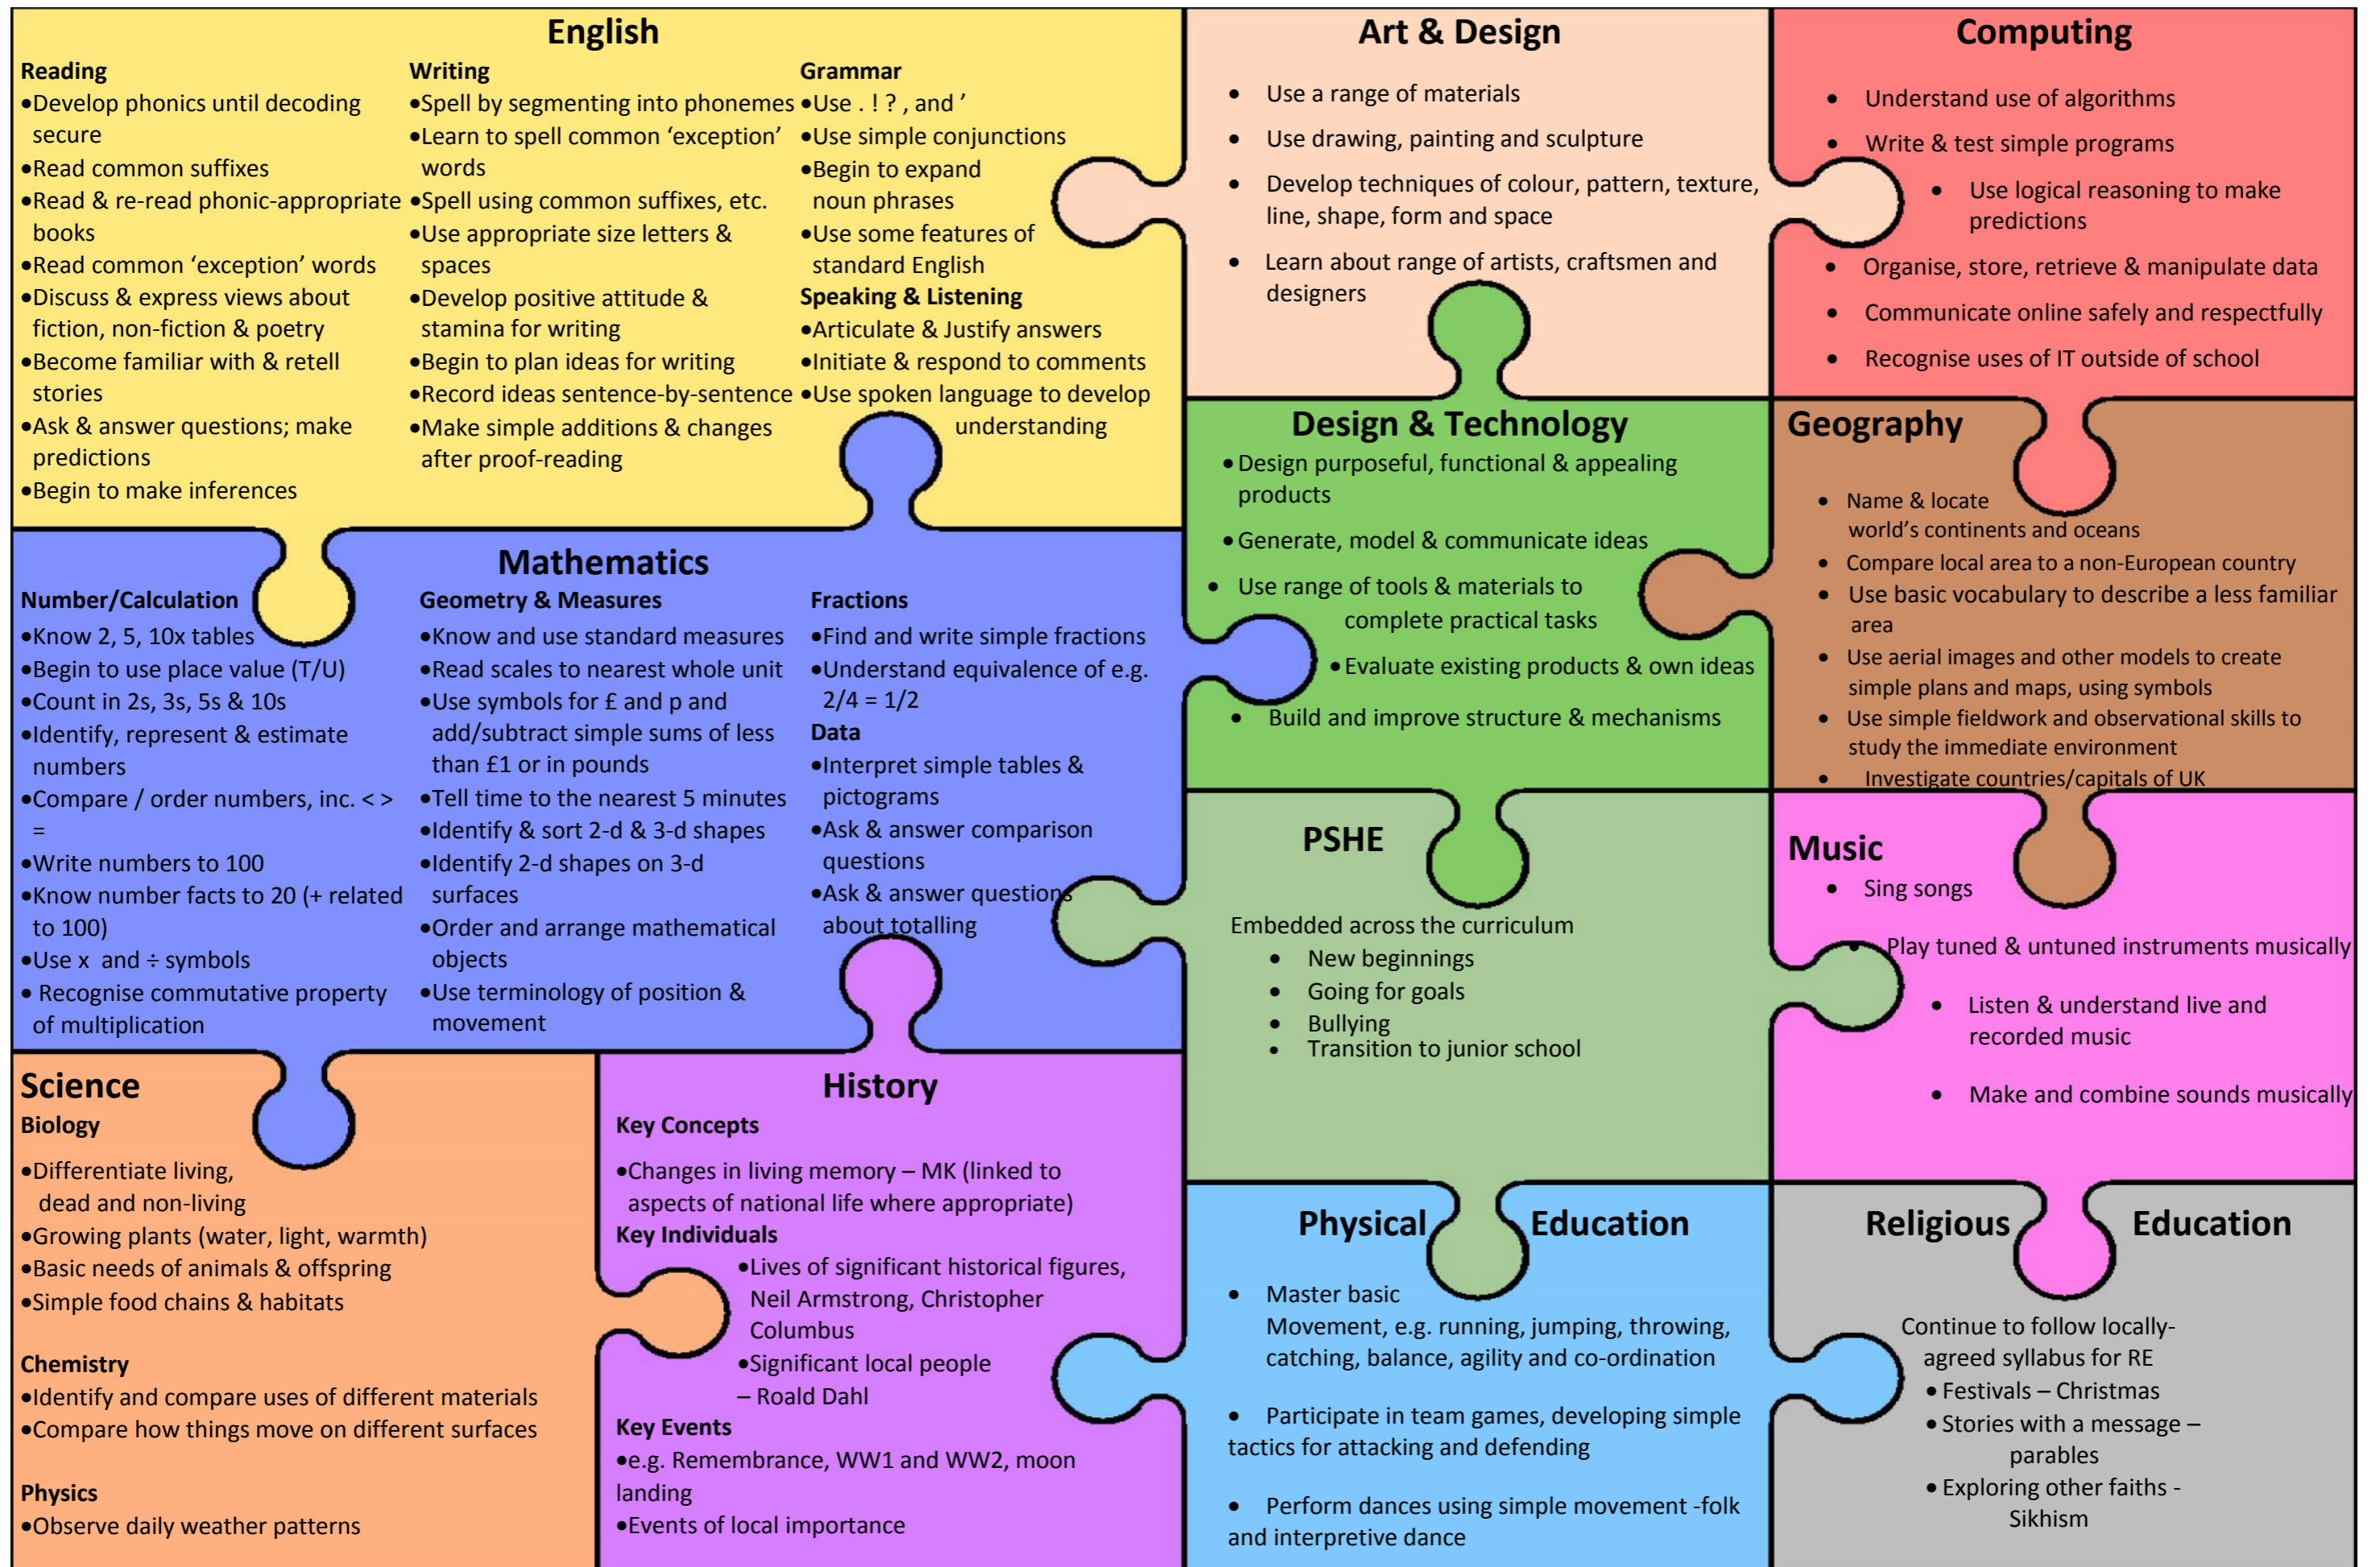 English
Reading
•Develop phonics until decoding
secure
•Read common suffixes
•Read & re-read phonic-appropriate
books
•Read common ‘exception’ words
•Discuss & express views about
fiction, non-fiction & poetry
•Become familiar with & retell
stories
•Ask & answer questions; make
predictions
•Begin to make inferences
Writing
•Spell by segmenting into phonemes
•Learn to spell common ‘exception’
words
•Spell using common suffixes, etc.
•Use appropriate size letters &
spaces
•Develop positive attitude &
stamina for writing
•Begin to plan ideas for writing
•Record ideas sentence-by-sentence
•Make simple additions & changes
after proof-reading
Grammar
•Use . ! ? , and ’
•Use simple conjunctions
•Begin to expand
noun phrases
•Use some features of
standard English
Speaking & Listening
•Articulate & Justify answers
•Initiate & respond to comments
•Use spoken language to develop
understanding
Art & Design
• Use a range of materials
• Use drawing, painting and sculpture
• Develop techniques of colour, pattern, texture,
line, shape, form and space
• Learn about range of artists, craftsmen and
designers
Computing
• Understand use of algorithms
• Write & test simple programs
• Use logical reasoning to make
predictions
• Organise, store, retrieve & manipulate data
• Communicate online safely and respectfully
• Recognise uses of IT outside of school
Mathematics
Number/Calculation
•Know 2, 5, 10x tables
•Begin to use place value (T/U)
•Count in 2s, 3s, 5s & 10s
•Identify, represent & estimate
numbers
•Compare / order numbers, inc. < >
=
•Write numbers to 100
•Know number facts to 20 (+ related
to 100)
•Use x and ÷ symbols
• Recognise commutative property
of multiplication
Geometry & Measures
•Know and use standard measures
•Read scales to nearest whole unit
•Use symbols for £ and p and
add/subtract simple sums of less
than £1 or in pounds
•Tell time to the nearest 5 minutes
•Identify & sort 2-d & 3-d shapes
•Identify 2-d shapes on 3-d
surfaces
•Order and arrange mathematical
objects
•Use terminology of position &
movement
Fractions
•Find and write simple fractions
•Understand equivalence of e.g.
2/4 = 1/2
Data
•Interpret simple tables &
pictograms
•Ask & answer comparison
questions
•Ask & answer questions
about totalling
Design & Technology
• Design purposeful, functional & appealing
products
• Generate, model & communicate ideas
• Use range of tools & materials to
complete practical tasks
• Evaluate existing products & own ideas
• Build and improve structure & mechanisms
Geography
• Name & locate
world’s continents and oceans
• Compare local area to a non-European country
• Use basic vocabulary to describe a less familiar
area
• Use aerial images and other models to create
simple plans and maps, using symbols
• Use simple fieldwork and observational skills to
study the immediate environment
• Investigate countries/capitals of UK
PSHE
Embedded across the curriculum
• New beginnings
• Going for goals
• Bullying
• Transition to junior school
Music
• Sing songs
• Play tuned & untuned instruments musically
• Listen & understand live and
recorded music
• Make and combine sounds musically
Science
Biology
•Differentiate living,
dead and non-living
•Growing plants (water, light, warmth)
•Basic needs of animals & offspring
•Simple food chains & habitats
Chemistry
•Identify and compare uses of different materials
•Compare how things move on different surfaces
Physics
•Observe daily weather patterns
History
Key Concepts
•Changes in living memory – MK (linked to
aspects of national life where appropriate)
Key Individuals
•Lives of significant historical figures,
Neil Armstrong, Christopher
Columbus
•Significant local people
– Roald Dahl
Key Events
•e.g. Remembrance, WW1 and WW2, moon
landing
•Events of local importance
Physical Education
• Master basic
Movement, e.g. running, jumping, throwing,
catching, balance, agility and co-ordination
• Participate in team games, developing simple
tactics for attacking and defending
• Perform dances using simple movement -folk
and interpretive dance
Religious Education
Continue to follow locally-
agreed syllabus for RE
• Festivals – Christmas
• Stories with a message –
parables
• Exploring other faiths -
Sikhism